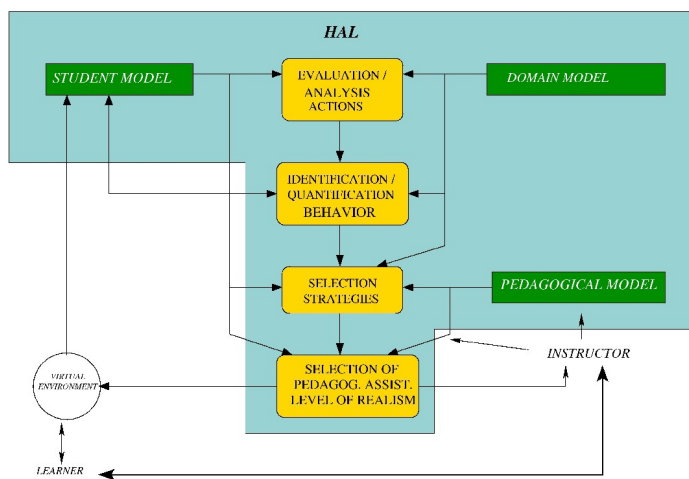 HAL
STUDENT MODEL
EVALUATION /
ANALYSIS
ACTIONS
DOMAIN MODEL
IDENTIFICATION /
QUANTIFICATION
BEHAVIOR
SELECTION
STRATEGIES
PEDAGOGICAL MODEL
INSTRUCTOR
SELECTION OF
PEDAGOG. ASSIST.
LEVEL OF REALISM
VIRTUAL
ENVIRONMENT
LEARNER